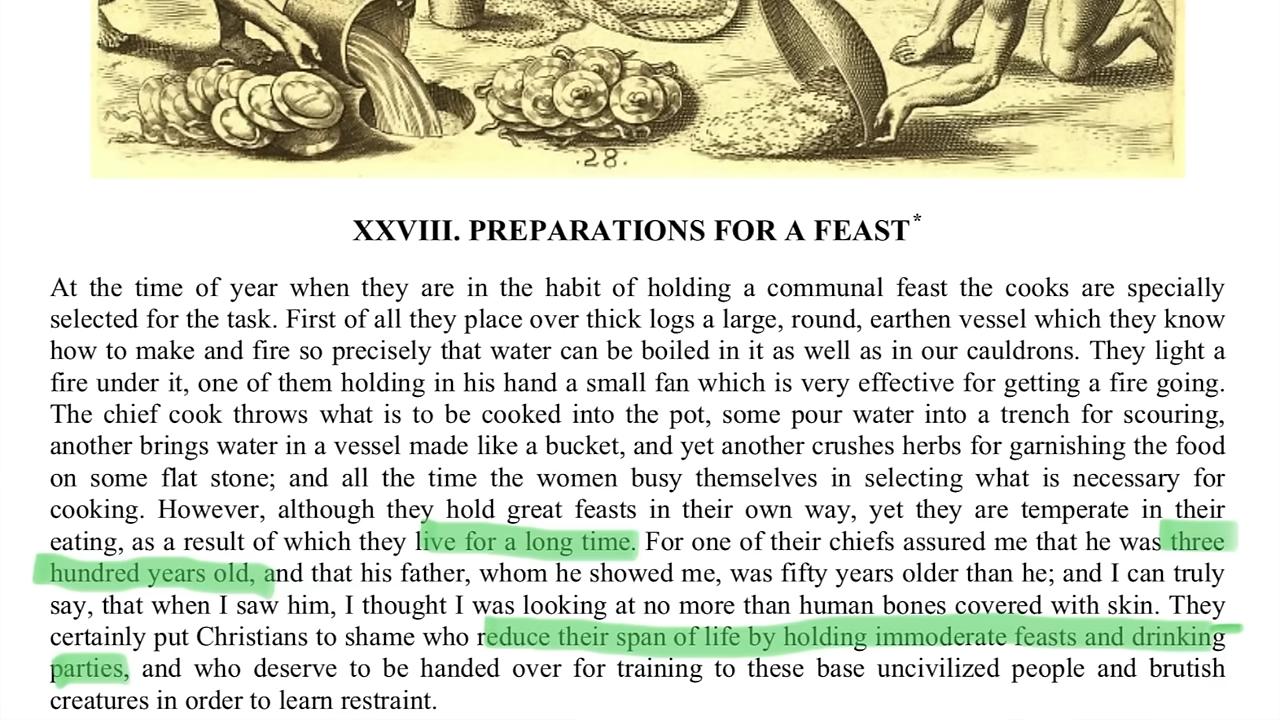 .28.
XXVIII. PREPARATIONS FOR A FEAST*
At the time of year when they are in the habit of holding a communal feast the cooks are specially
selected for the task. First of all they place over thick logs a large, round, earthen vessel which they know
how to make and fire so precisely that water can be boiled in it as well as in our cauldrons. They light a
fire under it, one of them holding in his hand a small fan which is very effective for getting a fire going.
The chief cook throws what is to be cooked into the pot, some pour water into a trench for scouring,
another brings water in a vessel made like a bucket, and yet another crushes herbs for garnishing the food
on some flat stone; and all the time the women busy themselves in selecting what is necessary for
cooking. However, although they hold great feasts in their own way, yet they are temperate in their
eating, as a result of which they live for a long time. For one of their chiefs assured me that he was three
hundred years old, and that his father, whom he showed me, was fifty years older than he; and I can truly
say, that when I saw him, I thought I was looking at no more than human bones covered with skin. They
certainly put Christians to shame who reduce their span of life by holding immoderate feasts and drinking
parties, and who deserve to be handed over for training to these base uncivilized people and brutish
creatures in order to learn restraint.